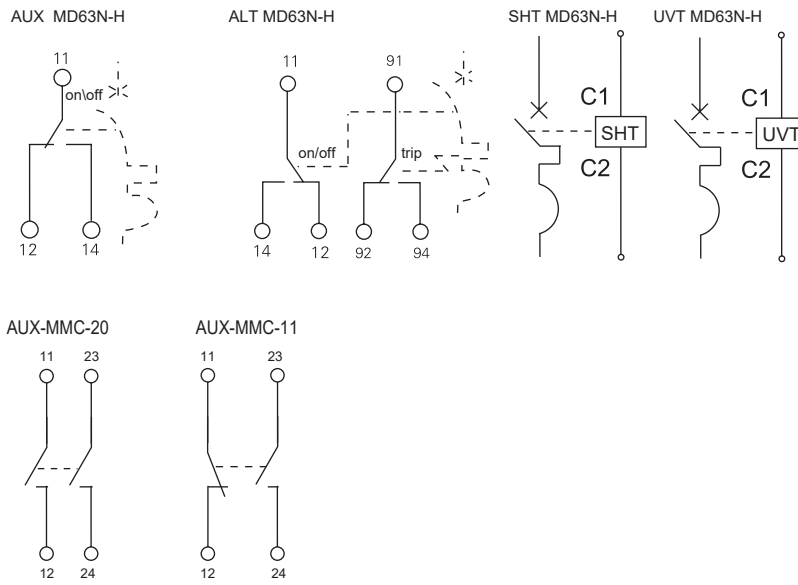 AUX MD63N-H
ALT MD63N-H
SHT MD63N-H
UVT MD63N-H
11
on\off
12
14
11
91
on/off
trip
14
12
92
94
C1
SHT
C2
C1
UVT
C2
AUX-MMC-20
AUX-MMC-11
11
23
12
24
11
23
12
24